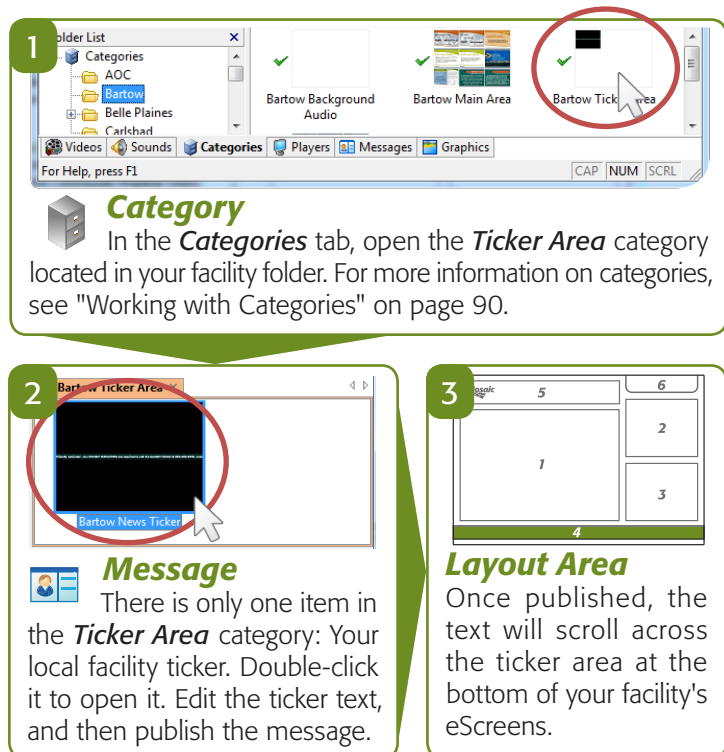 1
older List
Categories
AOC
Bartow
Belle Plaines
Carlsbad
Bartow Background
Audio
Bartow Main Area
Bartow Ticker Area
Videos Sounds Categories Players Messages Graphics
For Help, press F1
CAP NUM SCRL
Category
In the Categories tab, open the Ticker Area category
located in your facility folder. For more information on categories,
see "Working with Categories" on page 90.
2
Bartow Ticker Area
Bartow News Ticker
Message
There is only one item in
the Ticker Area category: Your
local facility ticker. Double-click
it to open it. Edit the ticker text,
and then publish the message.
3
Mosaic
5
6
1
2
3
4
Layout Area
Once published, the
text will scroll across
the ticker area at the
bottom of your facility's
eScreens.